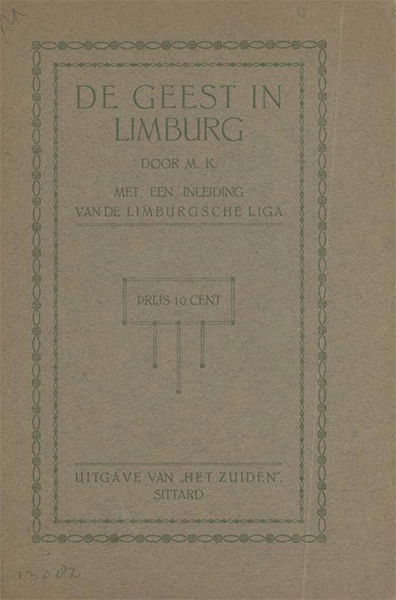 DE GEEST IN
LIMBURG
DOOR M. K.
MET EEN INLEIDING
VAN DE LIMBURGSCHE LIGA
PRIJS 10 CENT
UITGAVE VAN „HET ZUIDEN”.
SITTARD